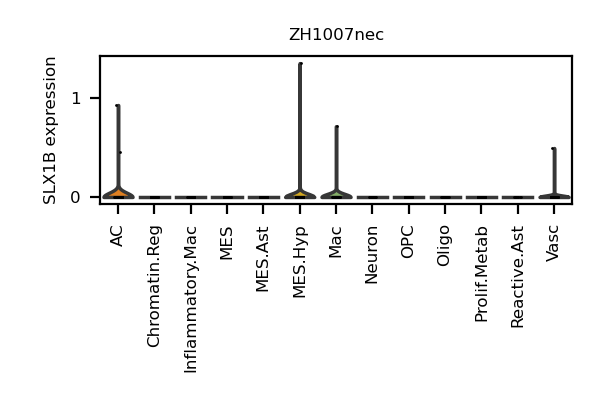 ZH1007nec
SLX1B expression
1
0
AC
Chromatin.Reg
Inflammatory.Mac
MES
MES.Ast
MES.Hyp
Mac
Neuron
OPC
Oligo
Prolif.Metab
Reactive.Ast
Vasc